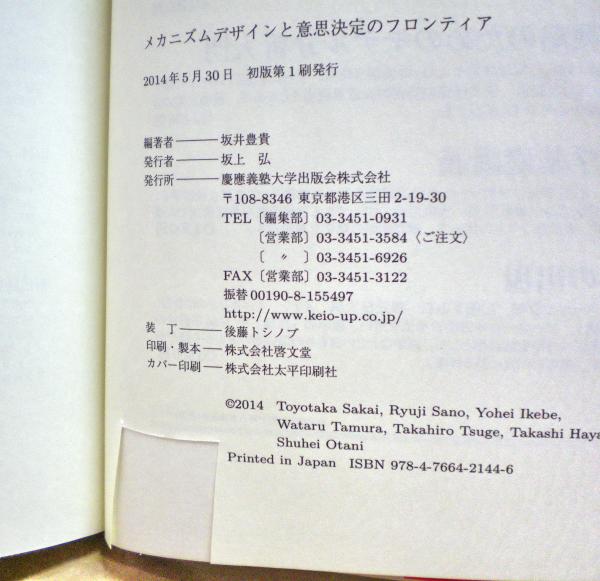 メカニズムデザインと意思決定のフロンティア
2014年5月30日 初版第1刷発行
編著者―――坂井豊貴
発行者―――坂上 弘
発行所―――慶應義塾大学出版会株式会社
〒108-8346 東京都港区三田2-19-30
TEL〔編集部〕03-3451-0931
〔営業部〕03-3451-3584〈ご注文〉
〔 〃 〕03-3451-6926
FAX〔営業部〕03-3451-3122
振替00190-8-155497
http://www.keio-up.co.jp/
装 丁―――後藤トシノブ
印刷・製本――株式会社啓文堂
カバー印刷――株式会社太平印刷社
©2014 Toyotaka Sakai, Ryuji Sano, Yohei Ikebe,
Wataru Tamura, Takahiro Tsuge, Takashi Haya
Shuhei Otani
Printed in Japan ISBN 978-4-7664-2144-6